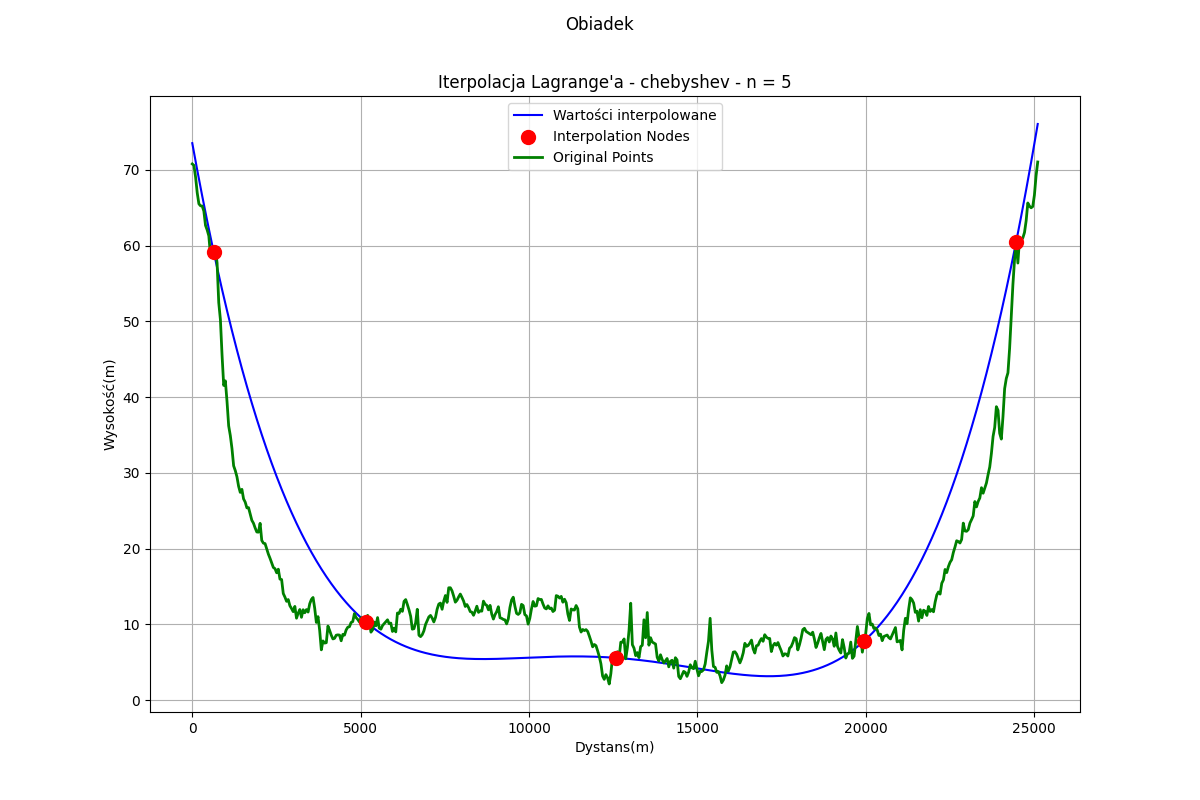 Obiadek
Iterpolacja Lagrange'a - chebyshev - n = 5
Wartości interpolowane
Interpolation Nodes
Original Points
70
60
50
40
30
20
10
0
Wysokość(m)
0 5000 10000 15000 20000 25000
Dystans(m)